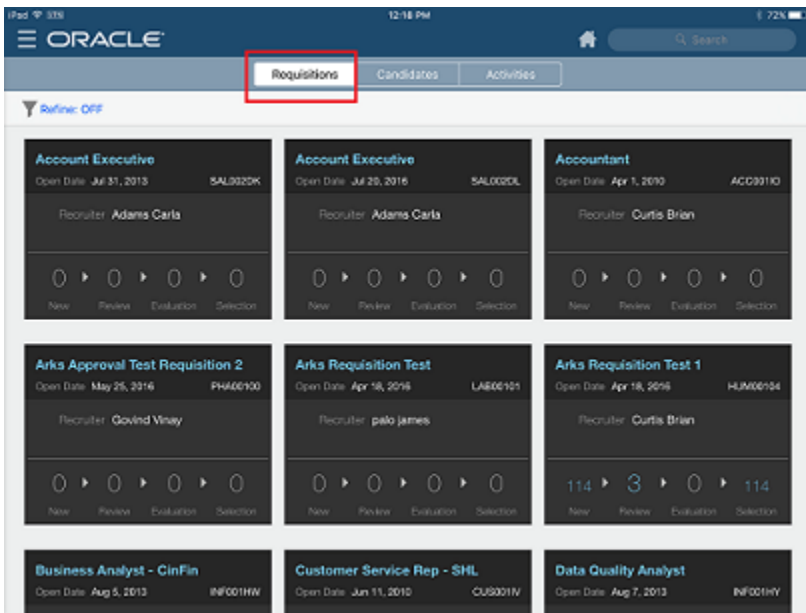 iPad 12:18 PM 72%
ORACLE Search
Requisitions Candidates Activities
Refine: OFF
Account Executive
Open Date Jul 31, 2013 SAL002DK
Recruiter Adams Carla
0 0 0 0
New Review Evaluation Selection
Account Executive
Open Date Jul 20, 2016 SAL002DL
Recruiter Adams Carla
0 0 0 0
New Review Evaluation Selection
Accountant
Open Date Apr 1, 2010 ACC001IO
Recruiter Curtis Brian
0 0 0 0
New Review Evaluation Selection
Arks Approval Test Requisition 2
Open Date May 25, 2016 PHA00100
Recruiter Govind Vinay
0 0 0 0
New Review Evaluation Selection
Arks Requisition Test
Open Date Apr 18, 2016 LAB00101
Recruiter palo james
0 0 0 0
New Review Evaluation Selection
Arks Requisition Test 1
Open Date Apr 18, 2016 HUM00104
Recruiter Curtis Brian
114 3 0 114
New Review Evaluation Selection
Business Analyst - CinFin
Open Date Aug 5, 2013 INF001HW
Customer Service Rep - SHL
Open Date Jun 11, 2010 CUS001IV
Data Quality Analyst
Open Date Aug 7, 2013 INF001HY